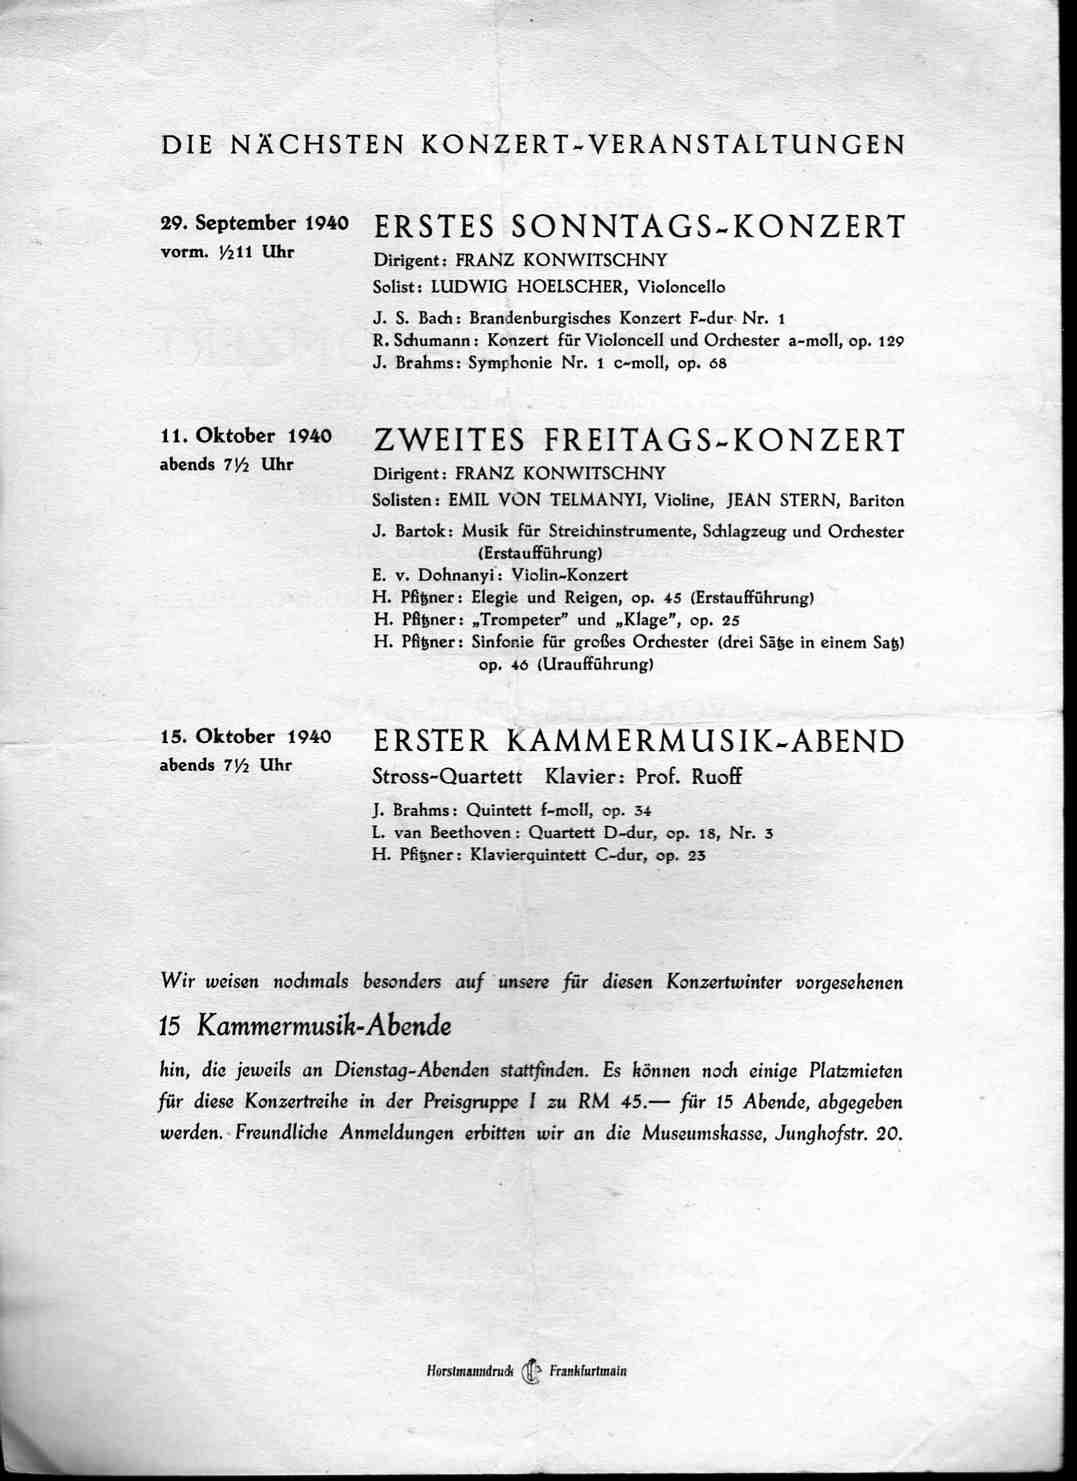 DIE NÄCHSTEN KONZERT-VERANSTALTUNGEN
29. September 1940
vorm. ½11 Uhr
ERSTES SONNTAGS-KONZERT
Dirigent: FRANZ KONWITSCHNY
Solist: LUDWIG HOELSCHER, Violoncello
J. S. Bach: Brandenburgisches Konzert F-dur Nr. 1
R. Schumann: Konzert für Violoncell und Orchester a-moll, op. 129
J. Brahms: Symphonie Nr. 1 c-moll, op. 68
11. Oktober 1940
abends 7½ Uhr
ZWEITES FREITAGS-KONZERT
Dirigent: FRANZ KONWITSCHNY
Solisten: EMIL VON TELMANYI, Violine, JEAN STERN, Bariton
J. Bartok: Musik für Streichinstrumente, Schlagzeug und Orchester
(Erstaufführung)
E. v. Dohnanyi: Violin-Konzert
H. Pfitzner: Elegie und Reigen, op. 45 (Erstaufführung)
H. Pfitzner: „Trompeter” und „Klage”, op. 25
H. Pfitzner: Sinfonie für großes Orchester (drei Sätze in einem Satz)
op. 46 (Uraufführung)
15. Oktober 1940
abends 7½ Uhr
ERSTER KAMMERMUSIK-ABEND
Stross-Quartett Klavier: Prof. Ruoff
J. Brahms: Quintett f-moll, op. 34
L. van Beethoven: Quartett D-dur, op. 18, Nr. 3
H. Pfitzner: Klavierquintett C-dur, op. 23
Wir weisen nochmals besonders auf unsere für diesen Konzertwinter vorgesehenen
15 Kammermusik-Abende
hin, die jeweils an Dienstag-Abenden stattfinden. Es können noch einige Platzmieten
für diese Konzertreihe in der Preisgruppe I zu RM 45.— für 15 Abende, abgegeben
werden. Freundliche Anmeldungen erbitten wir an die Museumskasse, Junghofstr. 20.
Horstmanndruck Frankfurtmain